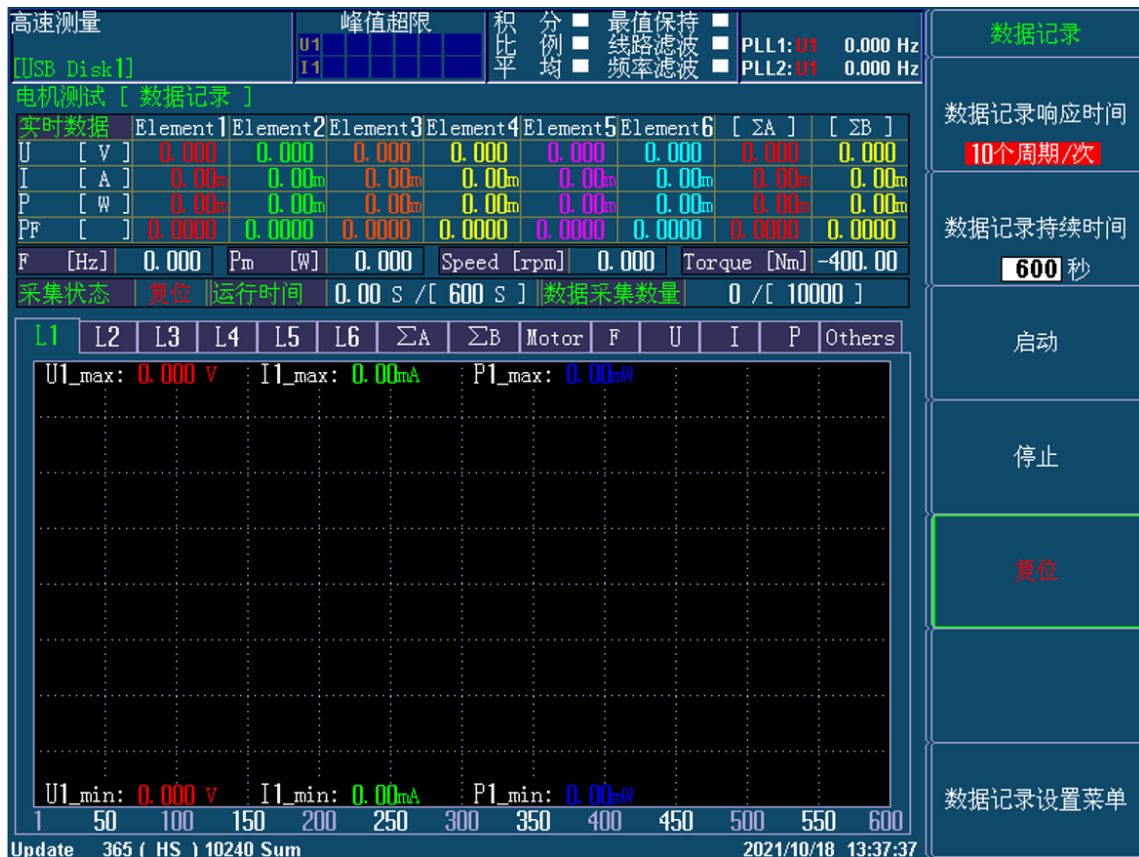 高速测量 峰值超限 积 分 最值保持
U1 比 例 线路滤波 PLL1:U1 0.000 Hz
[USB Disk1] I1 平 均 频率滤波 PLL2:U1 0.000 Hz
电机测试 [ 数据记录 ]
实时数据 Element1 Element2 Element3 Element4 Element5 Element6 [ ΣA ] [ ΣB ]
U [ V ] 0.000 0.000 0.000 0.000 0.000 0.000 0.000 0.000
I [ A ] 0.00m 0.00m 0.00m 0.00m 0.00m 0.00m 0.00m 0.00m
P [ W ] 0.00m 0.00m 0.00m 0.00m 0.00m 0.00m 0.00m 0.00m
PF [ ] 0.0000 0.0000 0.0000 0.0000 0.0000 0.0000 0.0000 0.0000
F [Hz] 0.000 Pm [W] 0.000 Speed [rpm] 0.000 Torque [Nm] -400.00
采集状态 复位 运行时间 0.00 S /[ 600 S ] 数据采集数量 0 /[ 10000 ]
L1 L2 L3 L4 L5 L6 ΣA ΣB Motor F U I P Others
U1_max: 0.000 V I1_max: 0.00mA P1_max: 0.00mW
U1_min: 0.000 V I1_min: 0.00mA P1_min: 0.00mW
1 50 100 150 200 250 300 350 400 450 500 550 600
Update 365 ( HS ) 10240 Sum 2021/10/18 13:37:37
数据记录
数据记录响应时间
10个周期/次
数据记录持续时间
600 秒
启动
停止
复位
数据记录设置菜单